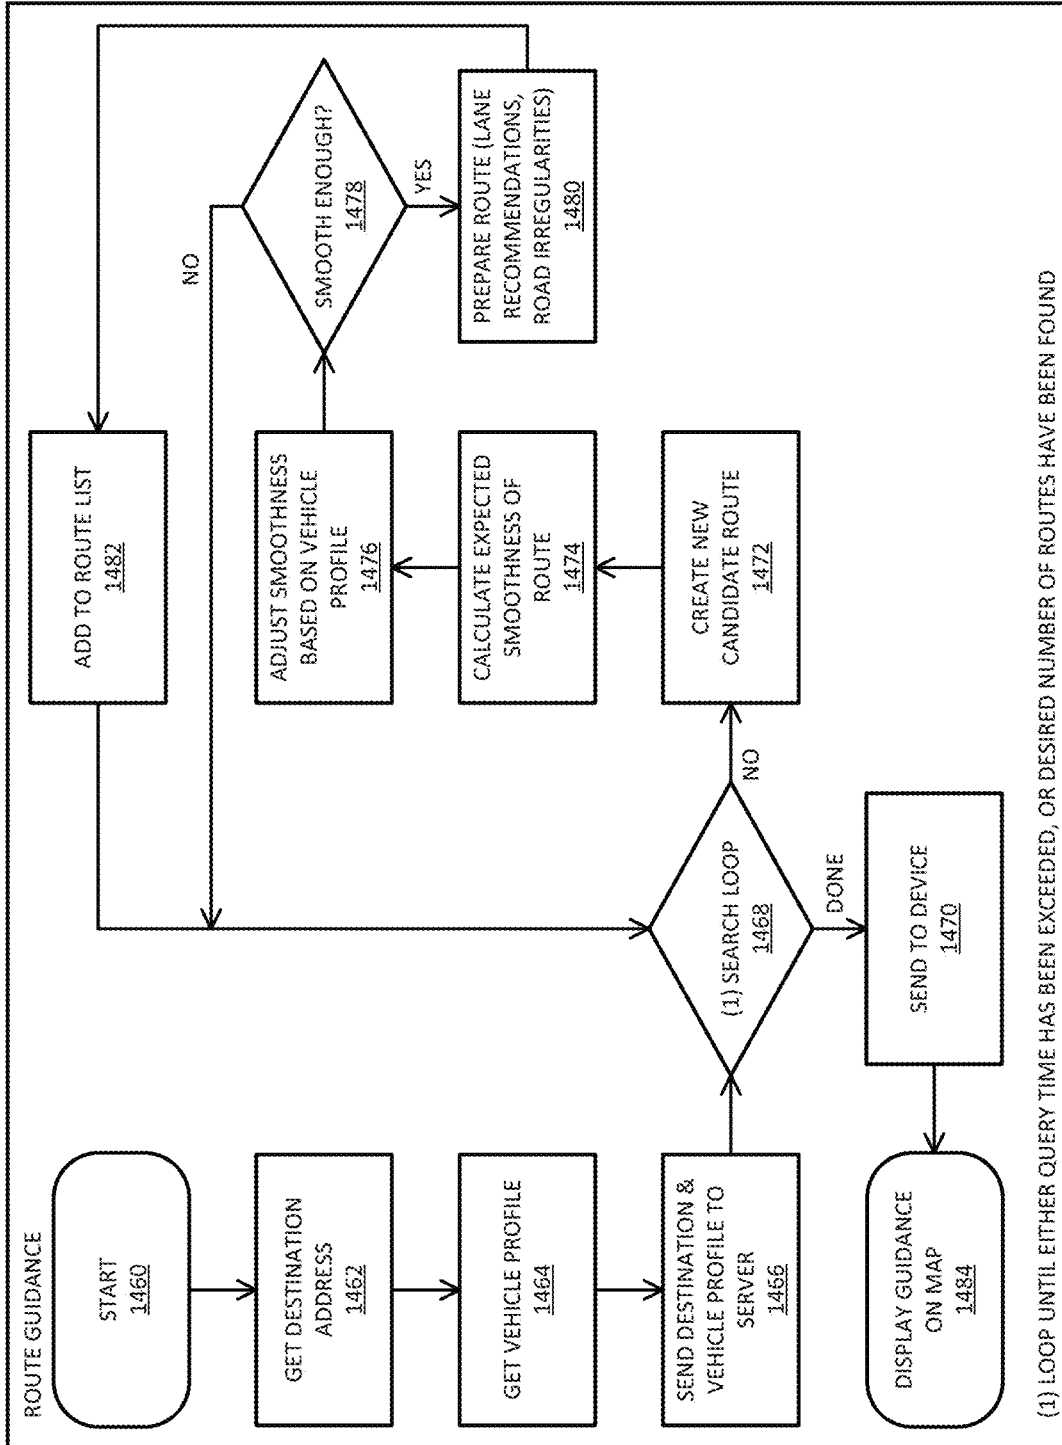 ROUTE GUIDANCE
START
1460
GET DESTINATION
ADDRESS
1462
GET VEHICLE PROFILE
1464
SEND DESTINATION &
VEHICLE PROFILE TO
SERVER
1466
(1) SEARCH LOOP
1468
NO
DONE
SEND TO DEVICE
1470
DISPLAY GUIDANCE
ON MAP
1484
CREATE NEW
CANDIDATE ROUTE
1472
CALCULATE EXPECTED
SMOOTHNESS OF
ROUTE
1474
ADJUST SMOOTHNESS
BASED ON VEHICLE
PROFILE
1476
SMOOTH ENOUGH?
1478
NO
YES
PREPARE ROUTE (LANE
RECOMMENDATIONS,
ROAD IRREGULARITIES)
1480
ADD TO ROUTE LIST
1482
(1) LOOP UNTIL EITHER QUERY TIME HAS BEEN EXCEEDED, OR DESIRED NUMBER OF ROUTES HAVE BEEN FOUND